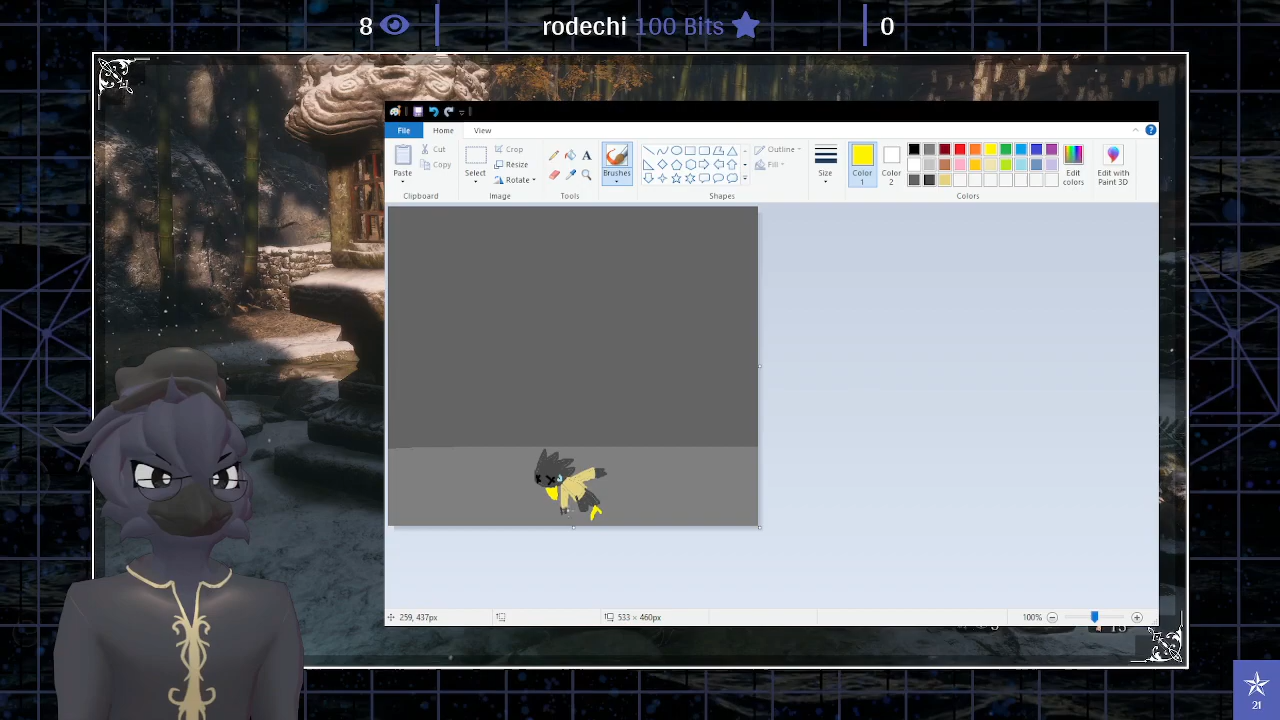 8 rodechi 100 Bits 0
File Home View
Paste
Cut
Copy
Clipboard
Select
Crop
Resize
Rotate
Image
A
Tools
Brushes
Shapes
Outline
Fill
Size
Color 1
Color 2
Edit colors
Colors
Edit with Paint 3D
259, 437px
533 × 460px
100%
21